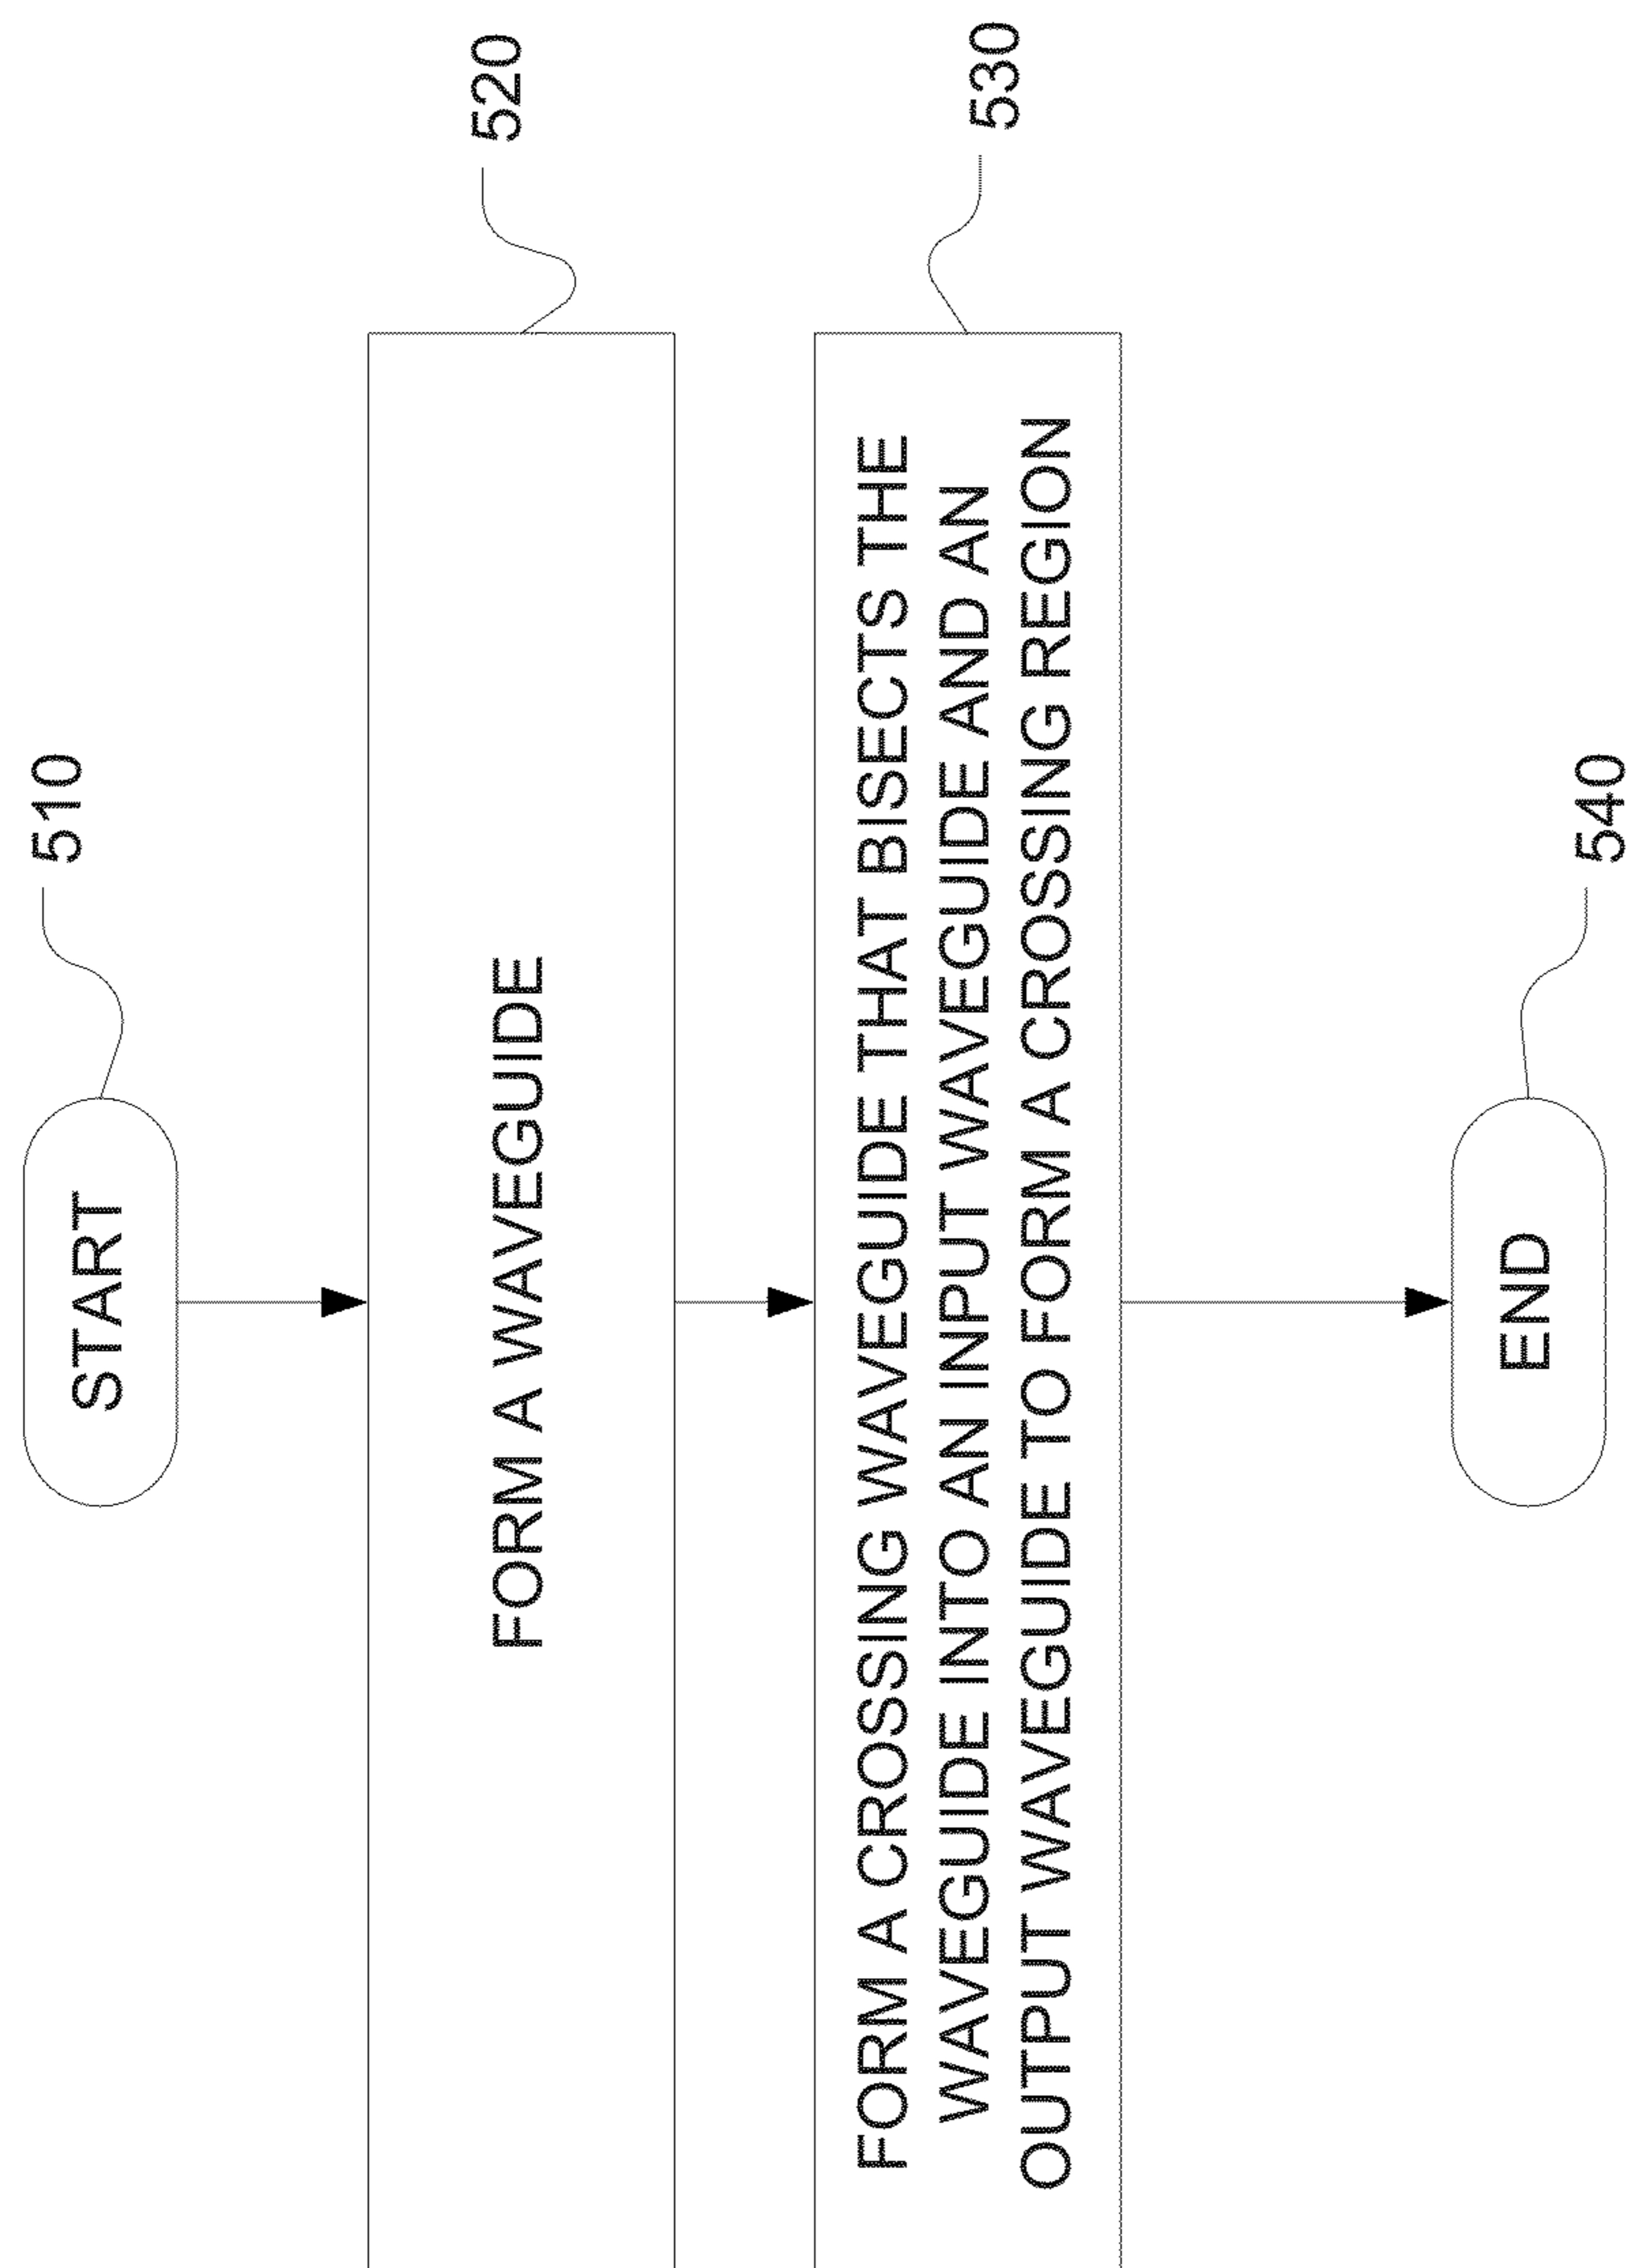 START
510
FORM A WAVEGUIDE
520
FORM A CROSSING WAVEGUIDE THAT BISECTS THE
WAVEGUIDE INTO AN INPUT WAVEGUIDE AND AN
OUTPUT WAVEGUIDE TO FORM A CROSSING REGION
530
END
540